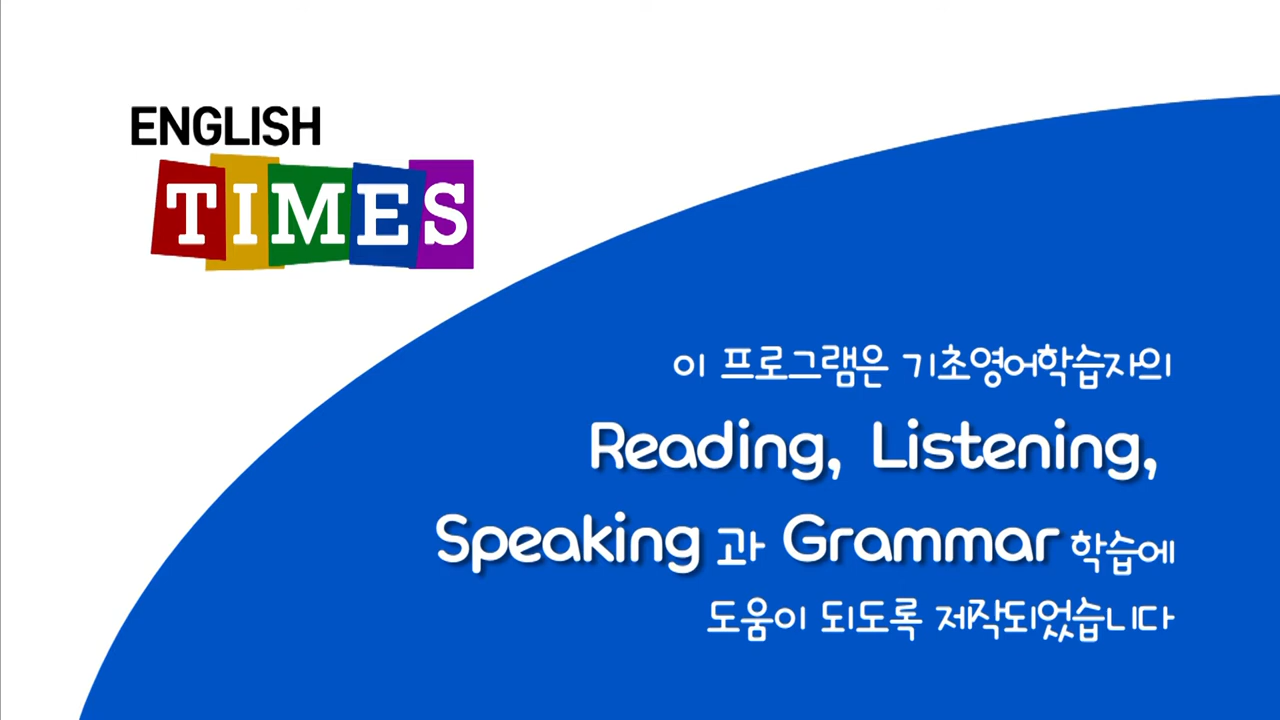 ENGLISH
TIMES
이 프로그램은 기초영어학습자의
Reading, Listening,
Speaking 과 Grammar 학습에
도움이 되도록 제작되었습니다